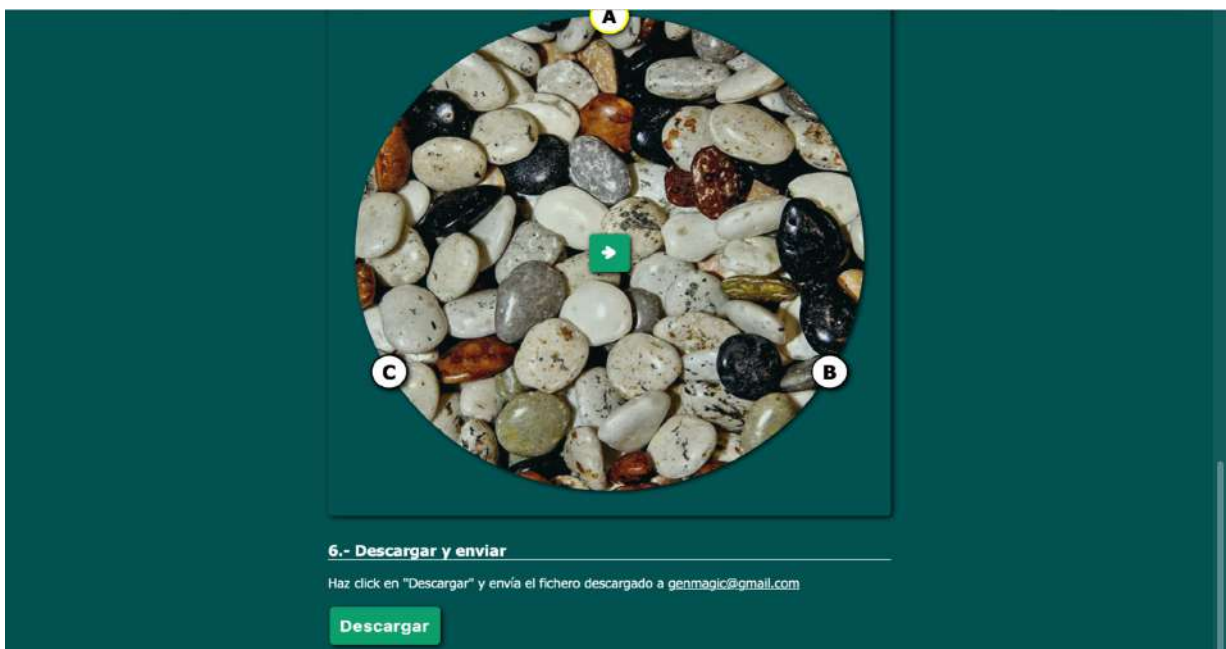 A
C
B
6.- Descargar y enviar
Haz click en "Descargar" y envía el fichero descargado a genmagic@gmail.com
Descargar